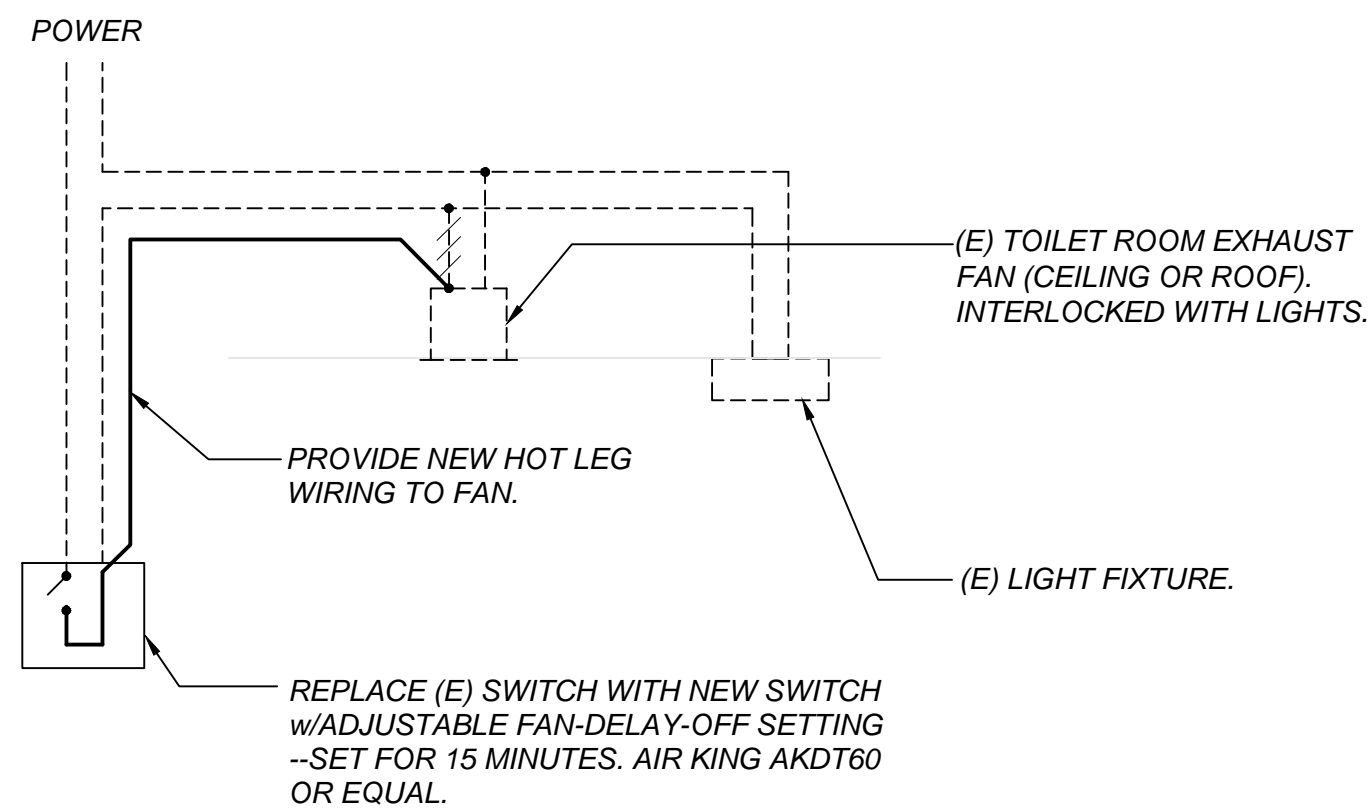 POWER
(E) TOILET ROOM EXHAUST
FAN (CEILING OR ROOF).
INTERLOCKED WITH LIGHTS.
PROVIDE NEW HOT LEG
WIRING TO FAN.
(E) LIGHT FIXTURE.
REPLACE (E) SWITCH WITH NEW SWITCH
w/ADJUSTABLE FAN-DELAY-OFF SETTING
--SET FOR 15 MINUTES. AIR KING AKDT60
OR EQUAL.